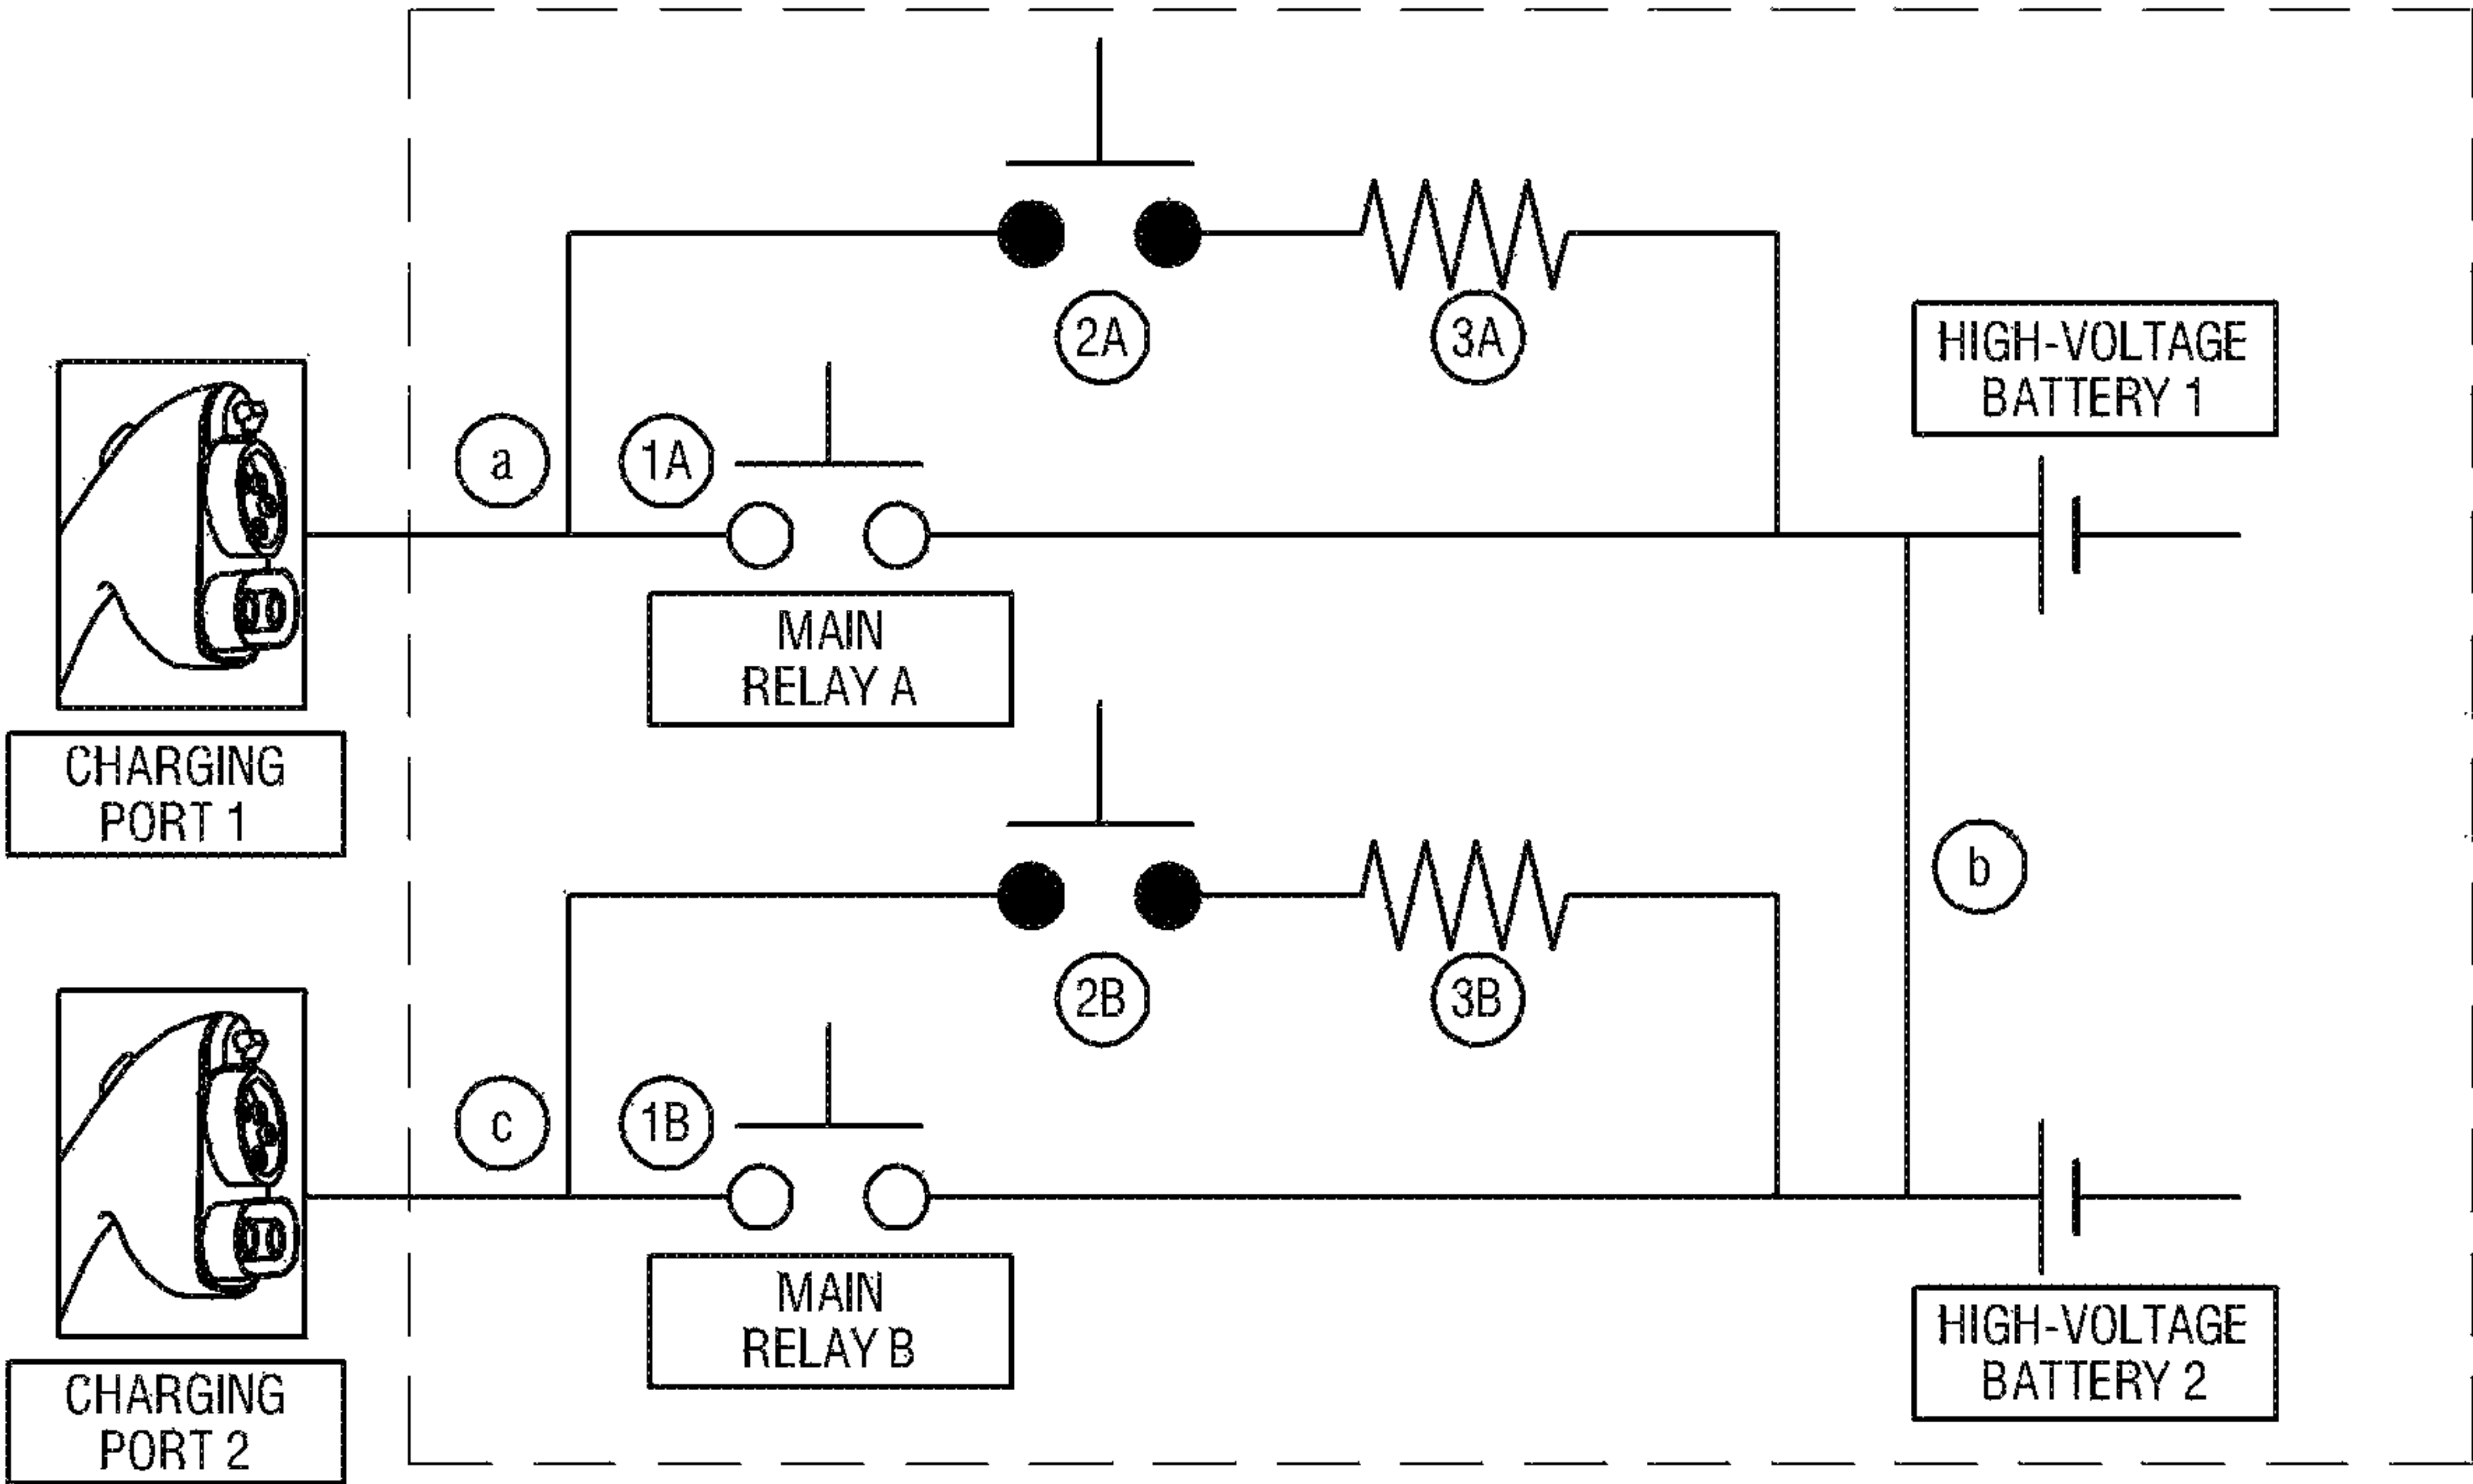 2A
3A
HIGH-VOLTAGE
BATTERY 1
a
1A
MAIN
RELAY A
CHARGING
PORT 1
b
2B
3B
c
1B
MAIN
RELAY B
HIGH-VOLTAGE
BATTERY 2
CHARGING
PORT 2